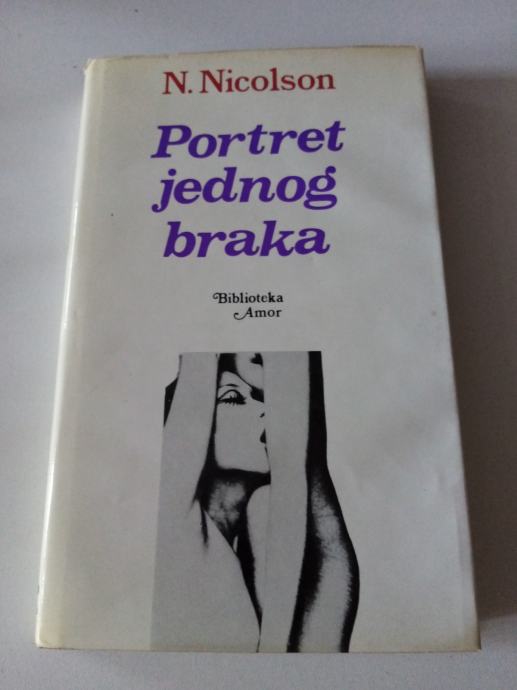 N. Nicolson
Portret
jednog
braka
Biblioteka
Amor